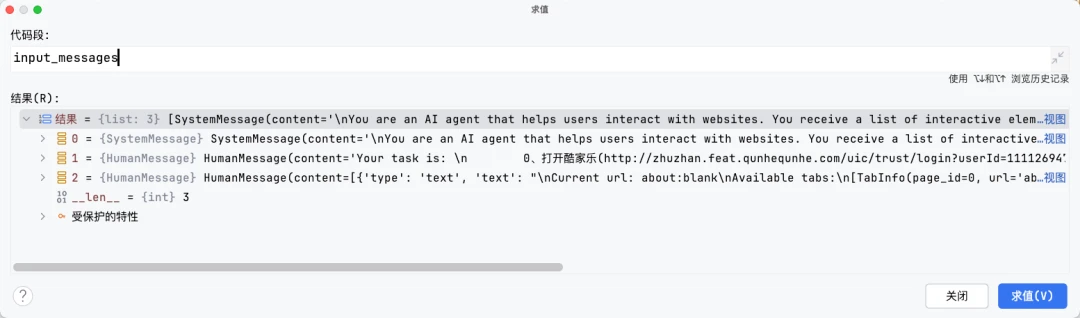 求值
代码段:
input_messages
使用 ⌥↓和⌥↑ 浏览历史记录
结果(R):
结果 = {list: 3} [SystemMessage(content='\nYou are an AI agent that helps users interact with websites. You receive a list of interactive elem…视图
0 = {SystemMessage} SystemMessage(content='\nYou are an AI agent that helps users interact with websites. You receive a list of interactive…视图
1 = {HumanMessage} HumanMessage(content='Your task is: \n 0、打开酷家乐(http://zhuzhan.feat.qunhequnhe.com/uic/trust/login?userId=111126947
2 = {HumanMessage} HumanMessage(content=[{'type': 'text', 'text': "\nCurrent url: about:blank\nAvailable tabs:\n[TabInfo(page_id=0, url='ab…视图
__len__ = {int} 3
受保护的特性
?
关闭
求值(V)